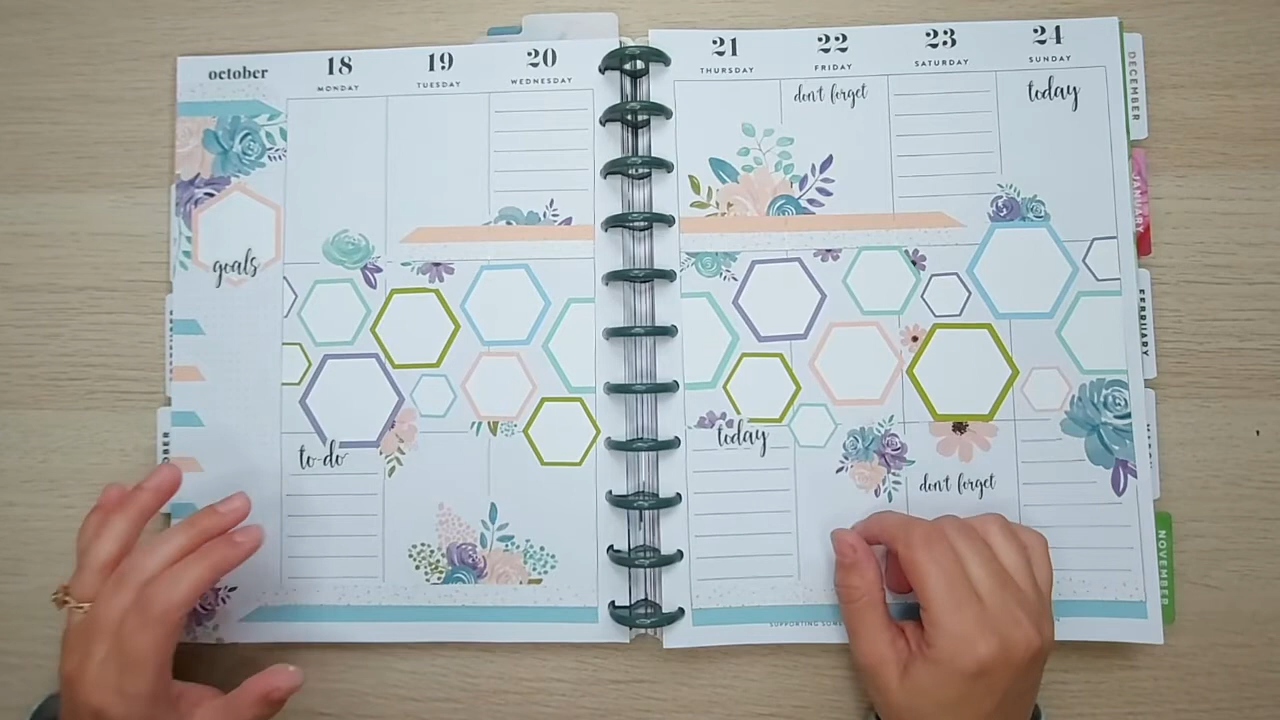 october
18
MONDAY
19
TUESDAY
20
WEDNESDAY
goals
to-do
21
THURSDAY
22
FRIDAY
23
SATURDAY
24
SUNDAY
don't forget
today
today
don't forget
SUPPORTING
DECEMBER
JANUARY
FEBRUARY
NOVEMBER